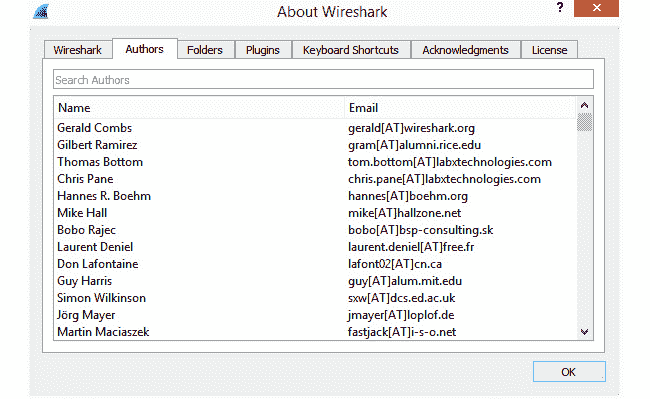 About Wireshark
? ×
Wireshark Authors Folders Plugins Keyboard Shortcuts Acknowledgments License
Search Authors
Name Email
Gerald Combs gerald[AT]wireshark.org
Gilbert Ramirez gram[AT]alumni.rice.edu
Thomas Bottom tom.bottom[AT]labxtechnologies.com
Chris Pane chris.pane[AT]labxtechnologies.com
Hannes R. Boehm hannes[AT]boehm.org
Mike Hall mike[AT]hallzone.net
Bobo Rajec bobo[AT]bsp-consulting.sk
Laurent Deniel laurent.deniel[AT]free.fr
Don Lafontaine lafont02[AT]cn.ca
Guy Harris guy[AT]alum.mit.edu
Simon Wilkinson sxw[AT]dcs.ed.ac.uk
Jörg Mayer jmayer[AT]loplof.de
Martin Maciaszek fastjack[AT]i-s-o.net
OK